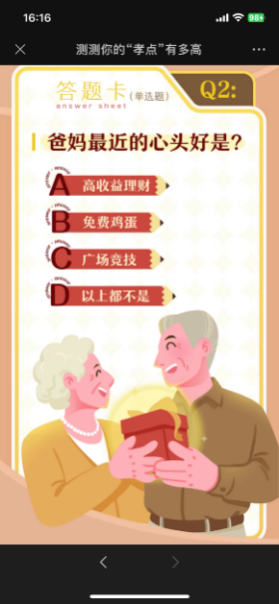 16:16
98+
测测你的“孝点”有多高
答题卡(单选题)
answer sheet
Q2:
爸妈最近的心头好是?
A 高收益理财
B 免费鸡蛋
C 广场竞技
D 以上都不是